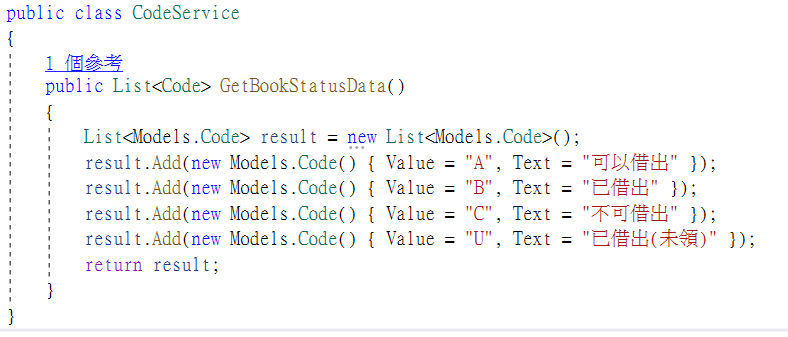 public class CodeService
{
1 個參考
public List<Code> GetBookStatusData()
{
List<Models.Code> result = new List<Models.Code>();
result.Add(new Models.Code() { Value = "A", Text = "可以借出" });
result.Add(new Models.Code() { Value = "B", Text = "已借出" });
result.Add(new Models.Code() { Value = "C", Text = "不可借出" });
result.Add(new Models.Code() { Value = "U", Text = "已借出(未領)" });
return result;
}
}